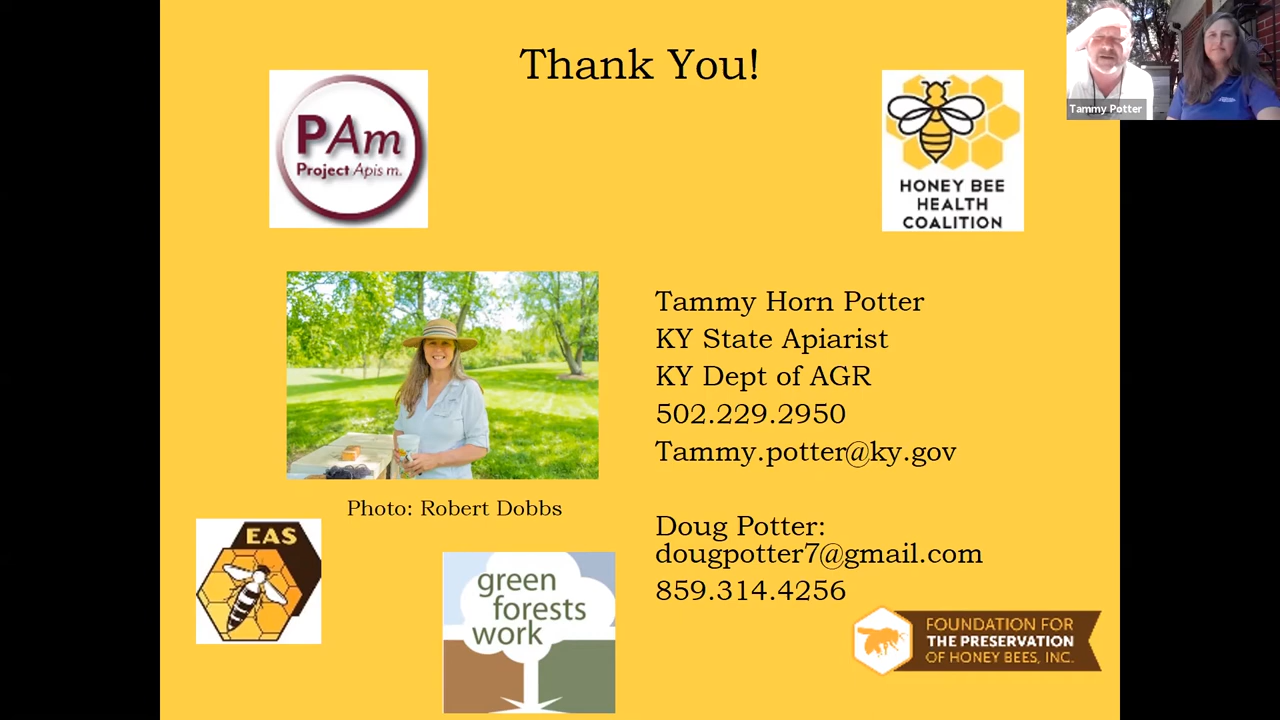 Thank You!
PAm
Project Apis m.
HONEY BEE
HEALTH
COALITION
Tammy Potter
Tammy Horn Potter
KY State Apiarist
KY Dept of AGR
502.229.2950
Tammy.potter@ky.gov
Photo: Robert Dobbs
Doug Potter:
dougpotter7@gmail.com
859.314.4256
EAS
green
forests
work
FOUNDATION FOR
THE PRESERVATION
OF HONEY BEES, INC.